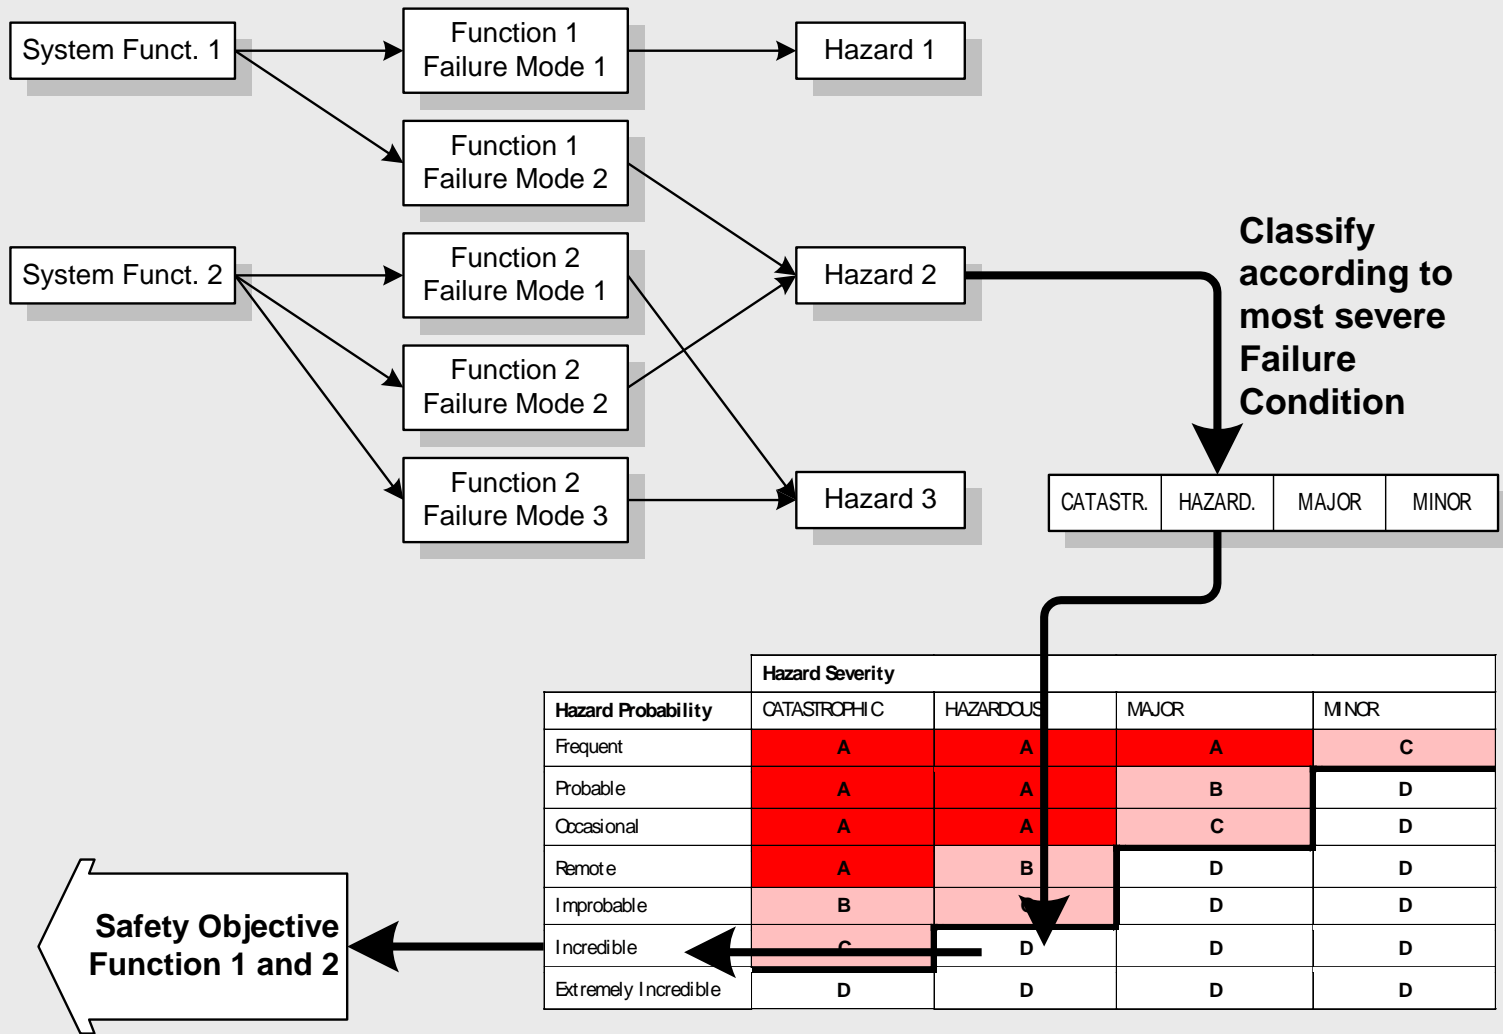 System Funct. 1
Function 1
Failure Mode 1
Hazard 1
Function 1
Failure Mode 2
System Funct. 2
Function 2
Failure Mode 1
Hazard 2
Function 2
Failure Mode 2
Function 2
Failure Mode 3
Hazard 3
Classify
according to
most severe
Failure
Condition
CATASTR. HAZARD. MAJOR MINOR
Hazard Severity
Hazard Probability CATASTROPHIC HAZARDOUS MAJOR MINOR
Frequent A A A C
Probable A A B D
Occasional A A C D
Remote A B D D
Improbable B C D D
Incredible C D D D
Extremely Incredible D D D D
Safety Objective
Function 1 and 2